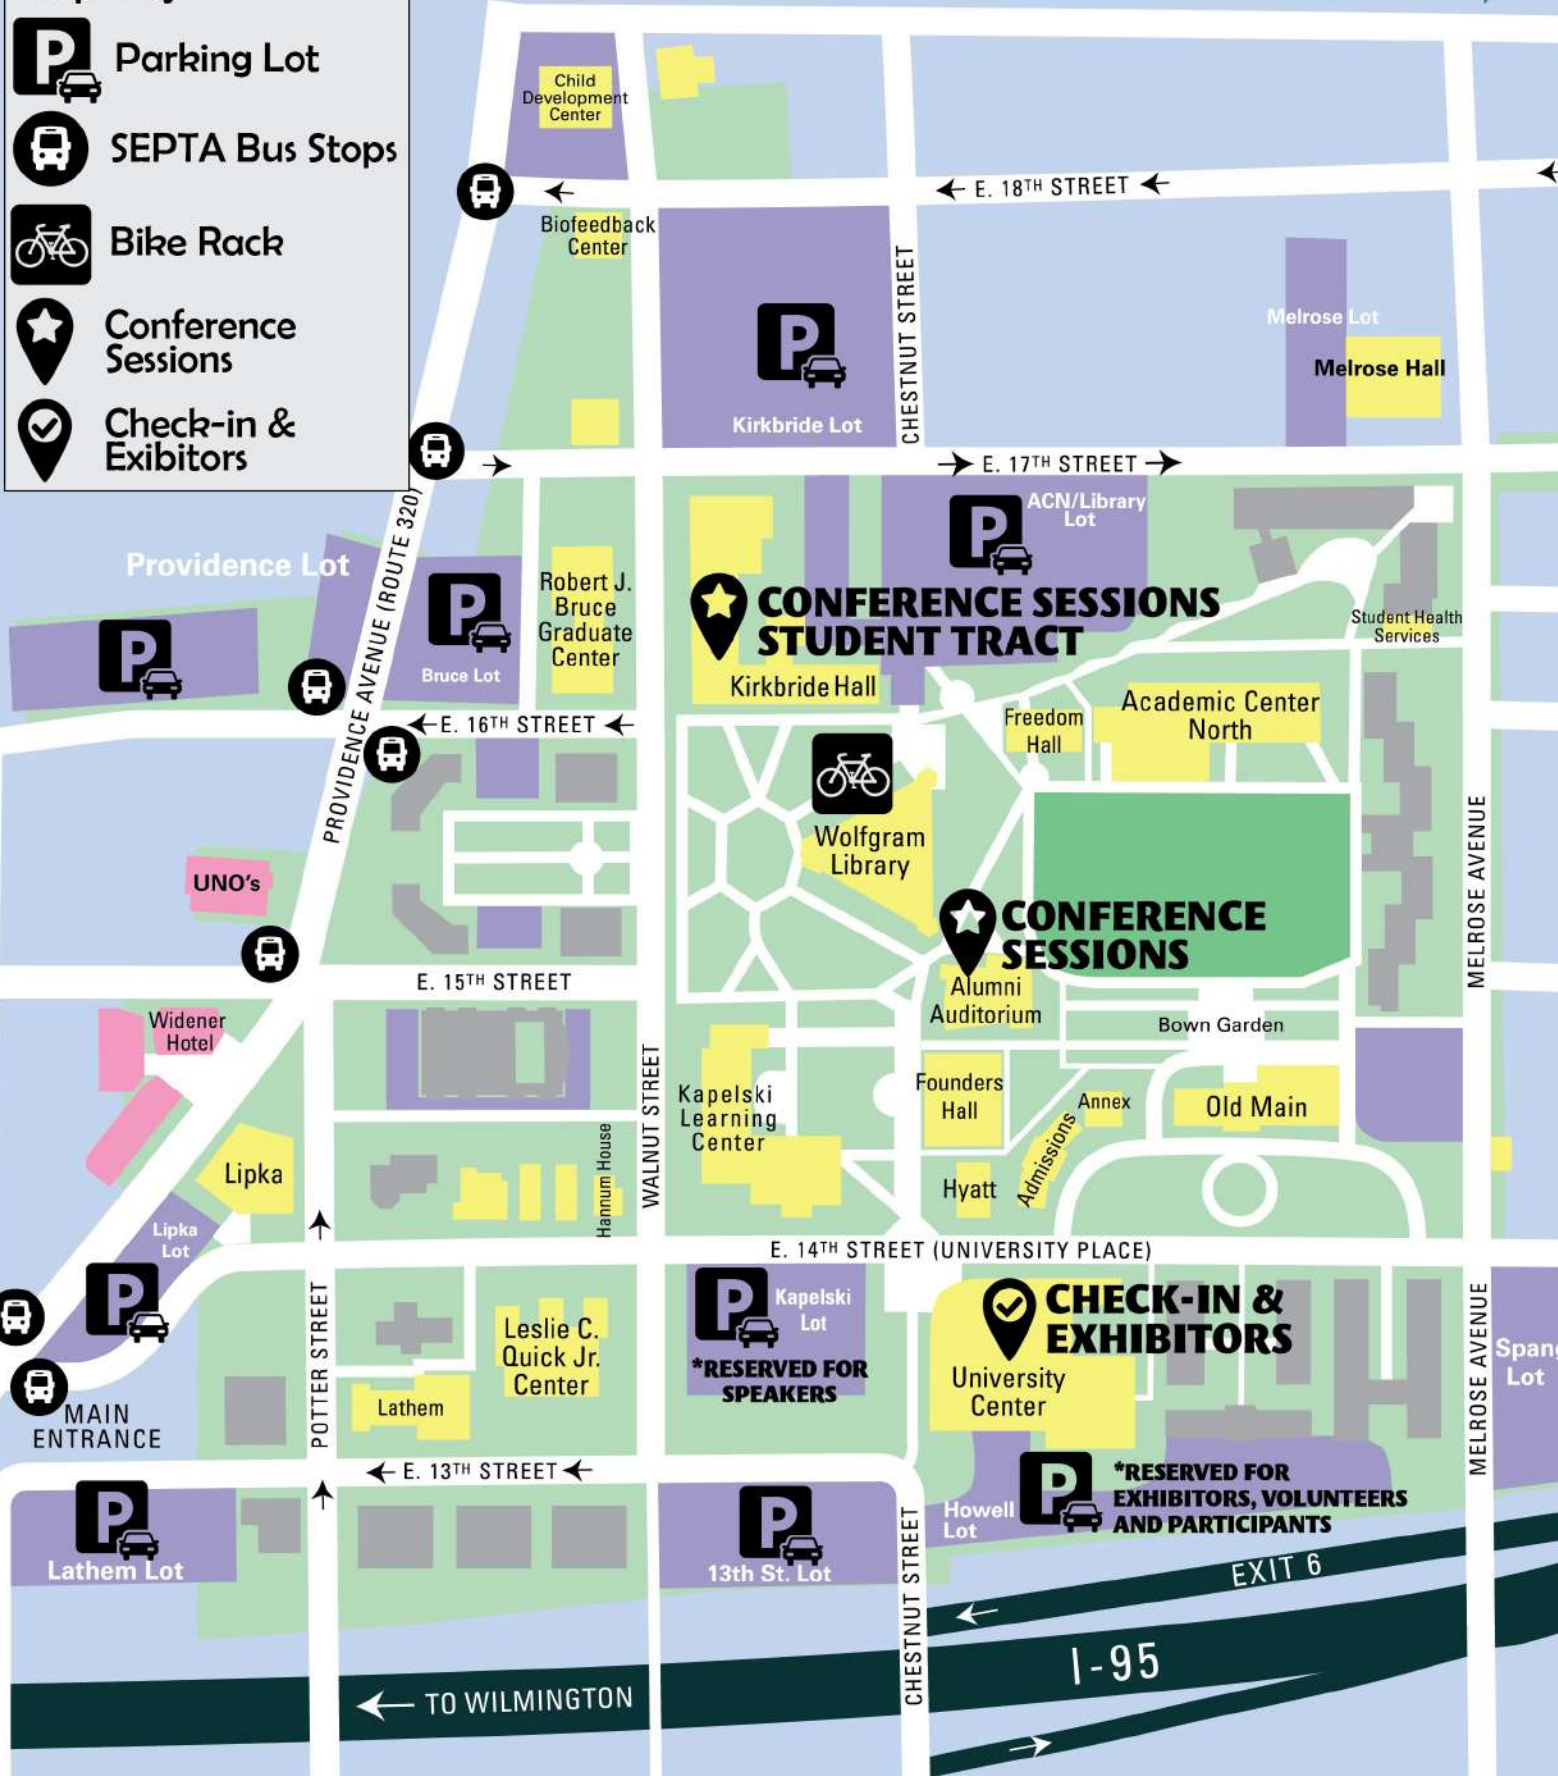 Parking Lot
SEPTA Bus Stops
Bike Rack
Conference
Sessions
Check-in &
Exibitors
Child
Development
Center
← E. 18TH STREET ←
Biofeedback
Center
CHESTNUT STREET
Melrose Lot
Melrose Hall
Kirkbride Lot
→ E. 17TH STREET →
ACN/Library
Lot
Providence Lot
PROVIDENCE AVENUE (ROUTE 320)
Robert J.
Bruce
Graduate
Center
Bruce Lot
CONFERENCE SESSIONS
STUDENT TRACT
Student Health
Services
Kirkbride Hall
← E. 16TH STREET ←
Freedom
Hall
Academic Center
North
Wolfgram
Library
UNO's
MELROSE AVENUE
CONFERENCE
SESSIONS
E. 15TH STREET
Alumni
Auditorium
Bown Garden
Widener
Hotel
WALNUT STREET
Kapelski
Learning
Center
Founders
Hall
Annex
Admissions
Old Main
Lipka
Hannum House
Hyatt
Lipka
Lot
E. 14TH STREET (UNIVERSITY PLACE)
POTTER STREET
Leslie C.
Quick Jr.
Center
Kapelski
Lot
*RESERVED FOR
SPEAKERS
CHECK-IN &
EXHIBITORS
University
Center
MELROSE AVENUE
Lot
Lathem
MAIN
ENTRANCE
← E. 13TH STREET ←
Howell
Lot
*RESERVED FOR
EXHIBITORS, VOLUNTEERS
AND PARTICIPANTS
Lathem Lot
13th St. Lot
CHESTNUT STREET
EXIT 6
I-95
← TO WILMINGTON